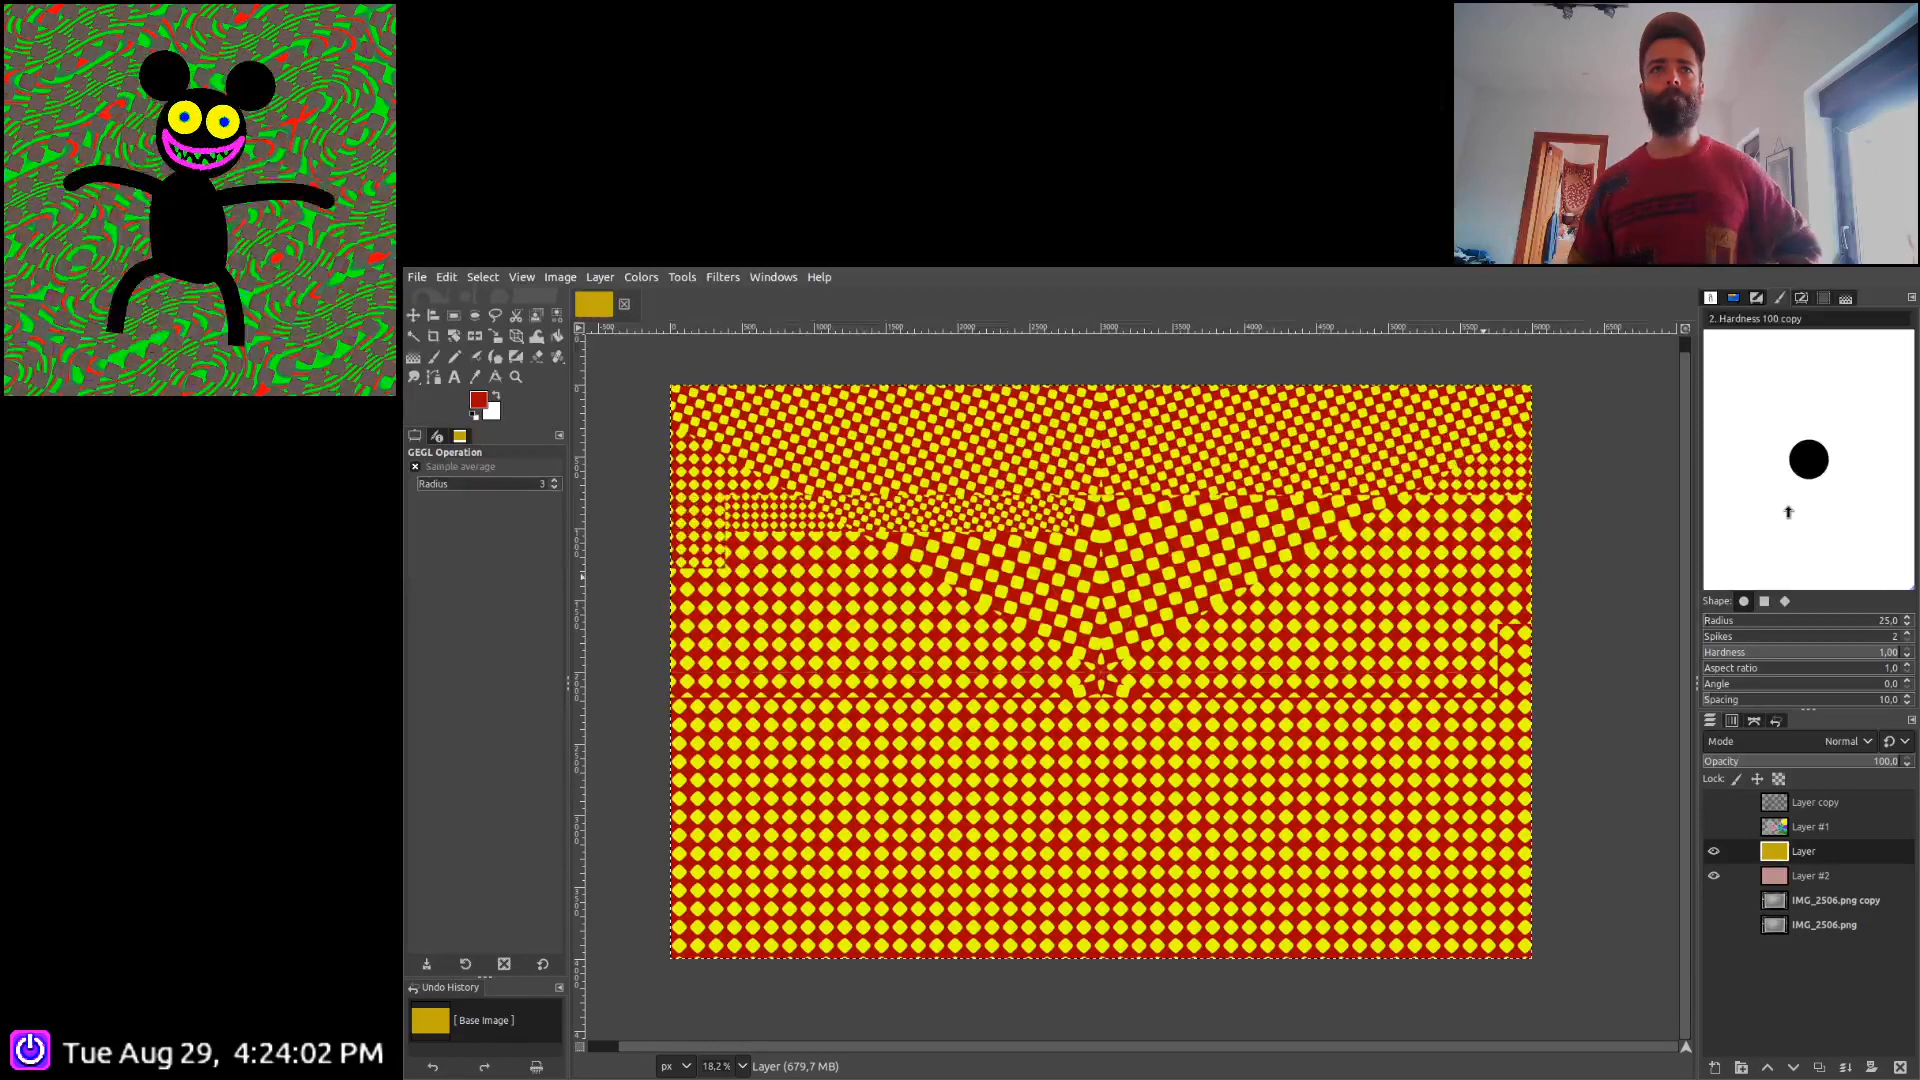 File Edit Select View Image Layer Colors Tools Filters Windows Help
2. Hardness 100 copy
GEGL Operation
Sample average
Radius 3
Shape:
Radius 25,0
Spikes 2
Hardness 1,00
Aspect ratio 1,0
Angle 0,0
Spacing 10,0
Mode Normal
Opacity 100,0
Lock:
Layer copy
Layer #1
Layer
Layer #2
IMG_2506.png copy
IMG_2506.png
Undo History
[ Base Image ]
px 18,2 % Layer (679,7 MB)
Tue Aug 29, 4:24:02 PM